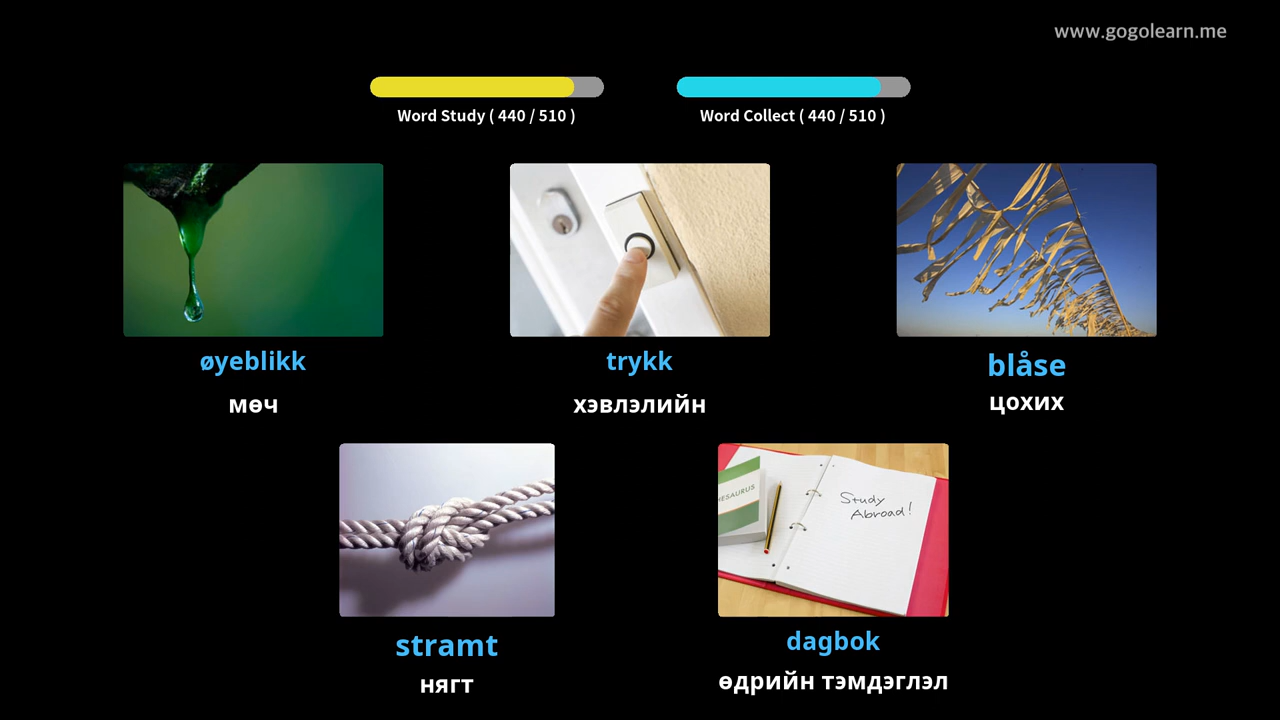 www.gogolearn.me
Word Study ( 440 / 510 )
Word Collect ( 440 / 510 )
øyeblikk
мөч
trykk
хэвлэлийн
blåse
цохих
stramt
нягт
HESAURUS
Study
Abroad!
dagbok
өдрийн тэмдэглэл